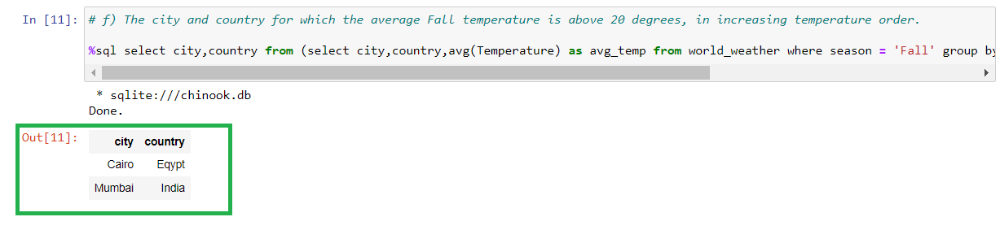 In [11]: # f) The city and country for which the average Fall temperature is above 20 degrees, in increasing temperature order.
%sql select city,country from (select city,country,avg(Temperature) as avg_temp from world_weather where season = 'Fall' group by
* sqlite:///chinook.db
Done.
Out[11]:
city country
Cairo Eqypt
Mumbai India